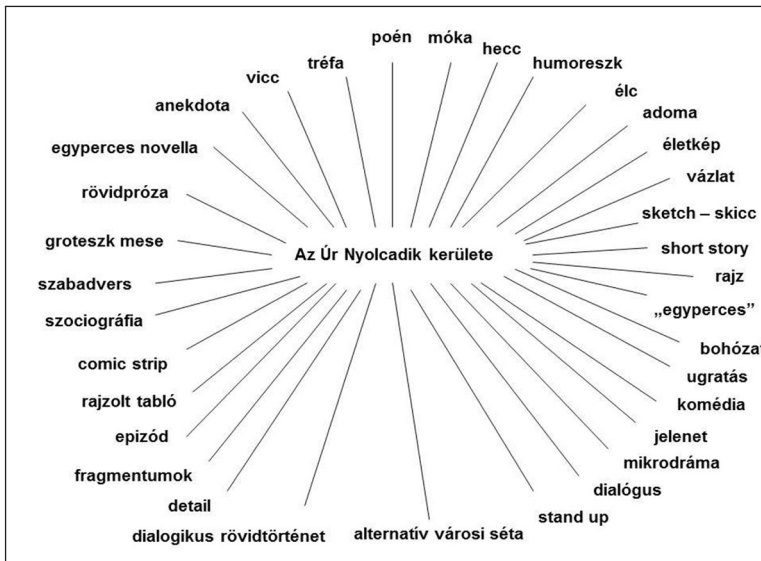 poén
móka
hecc
humoreszk
élc
adoma
életkép
vázlat
sketch – skicc
short story
rajz
„egyperces”
bohózat
ugratás
komédia
jelenet
mikrodráma
dialógus
stand up
alternatív városi séta
dialogikus rövidtörténet
detail
fragmentumok
epizód
rajzolt tabló
comic strip
szociográfia
szabadvers
groteszk mese
rövidpróza
egyperces novella
anekdota
vicc
tréfa
Az Úr Nyolcadik kerülete